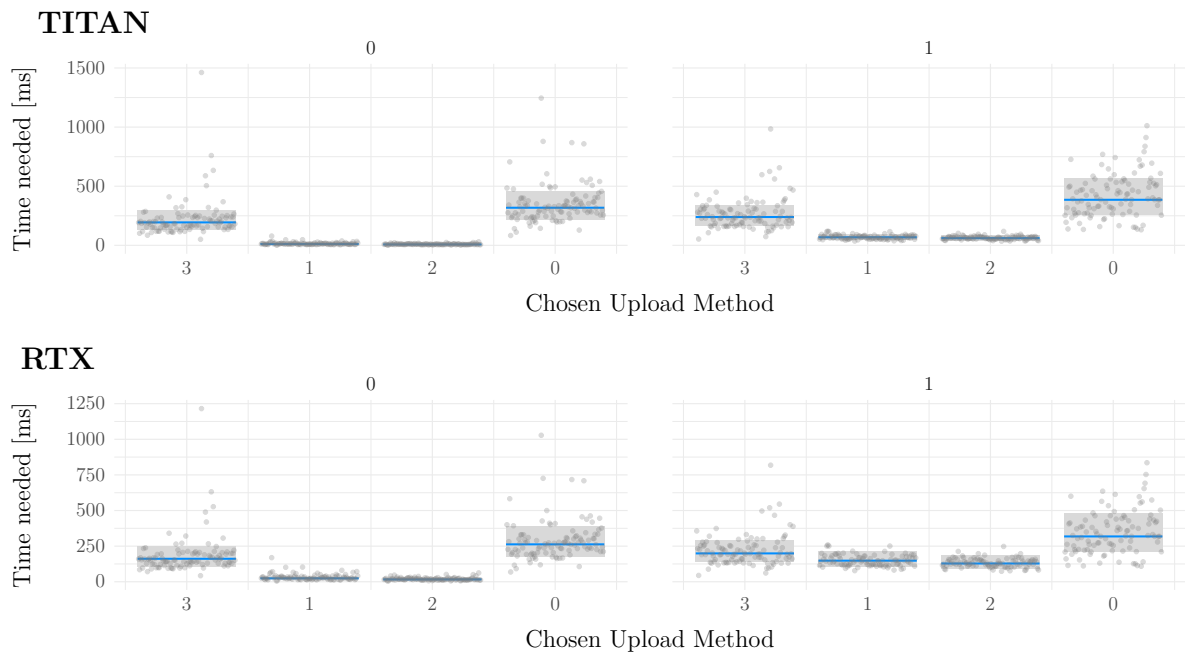 TITAN
0 1
Time needed [ms]
1500
1000
500
0
3 1 2 0 3 1 2 0
Chosen Upload Method
RTX
0 1
Time needed [ms]
1250
1000
750
500
250
0
3 1 2 0 3 1 2 0
Chosen Upload Method